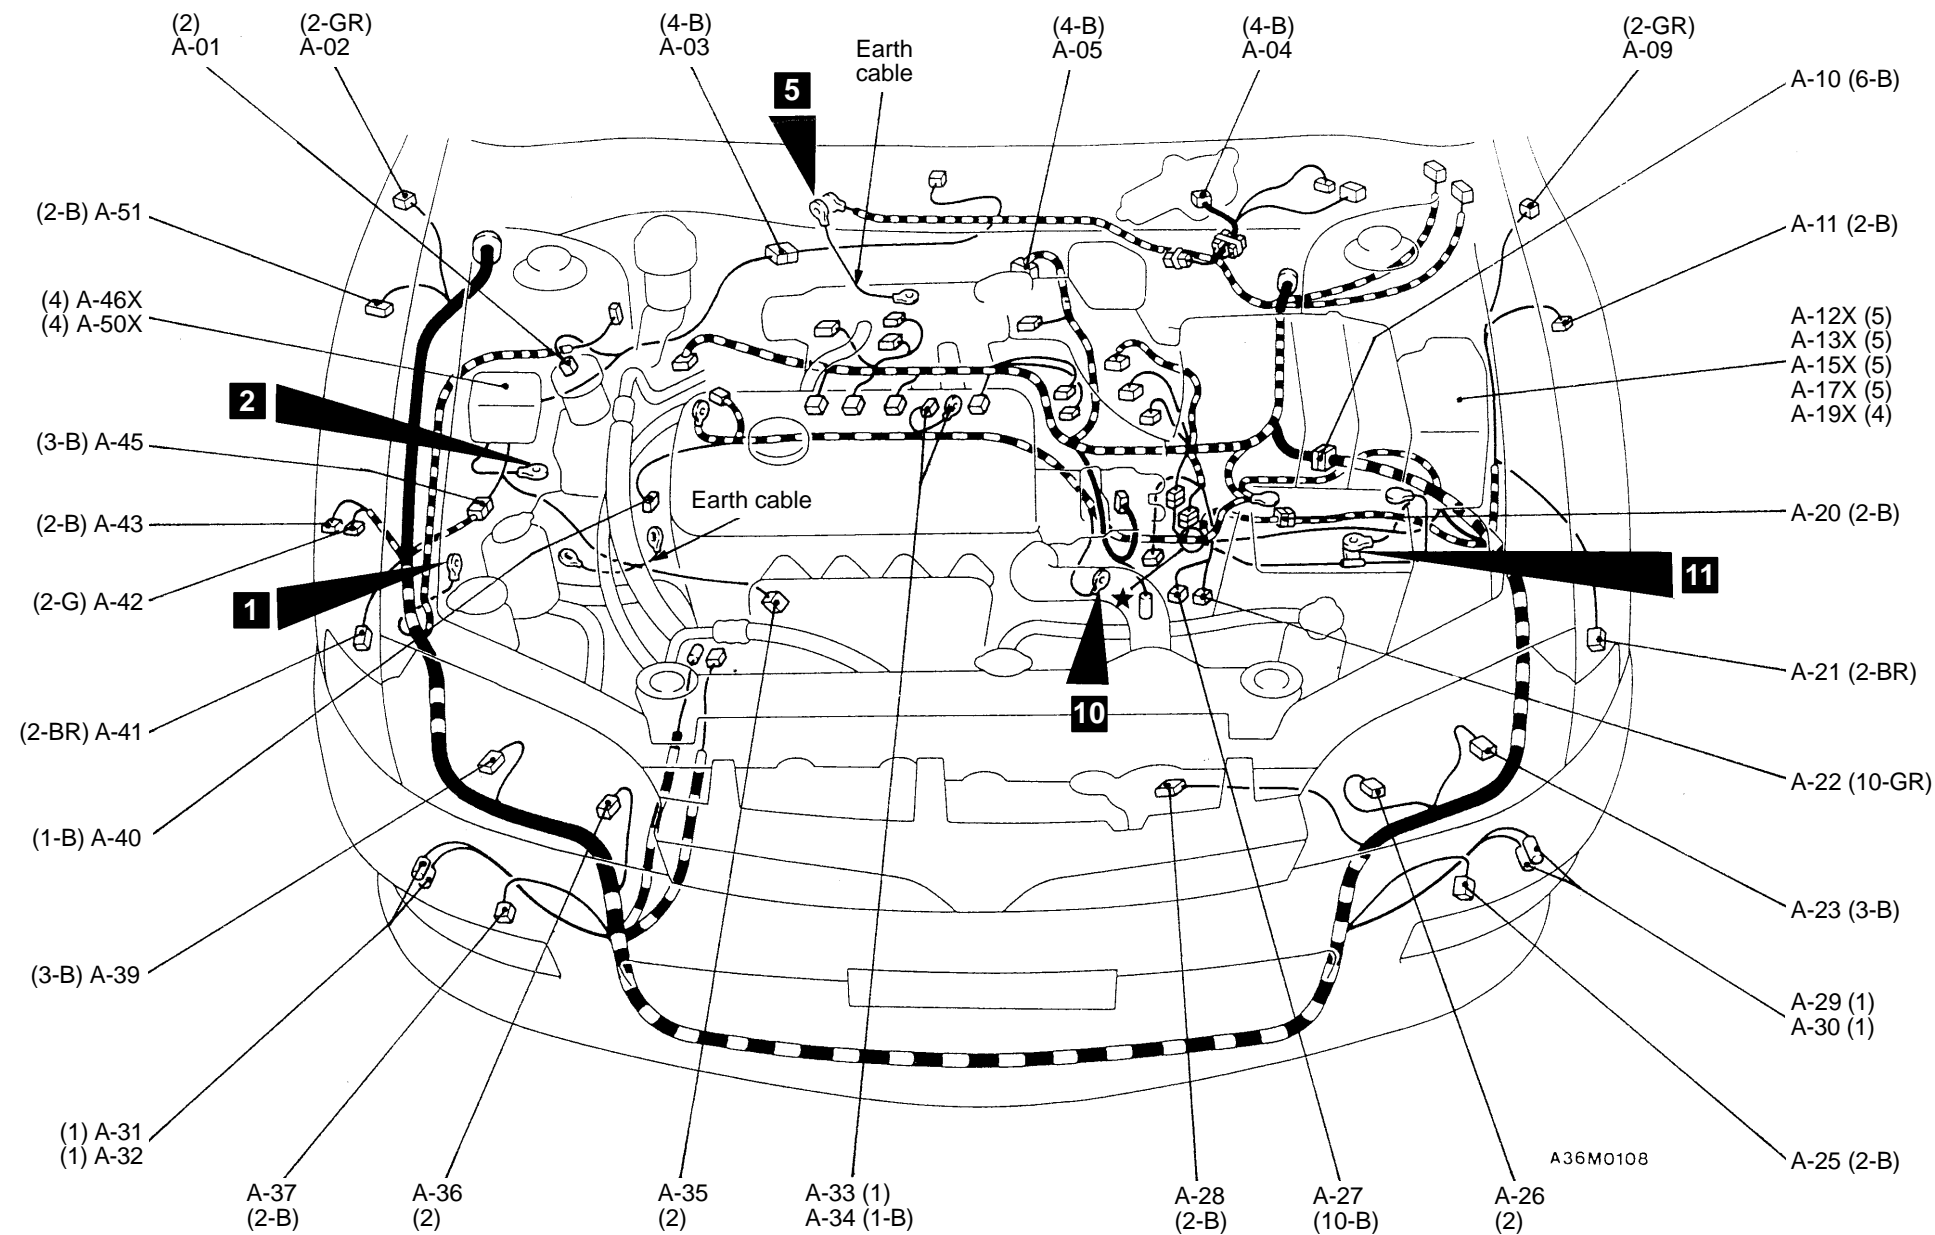 (2)
A-01
(2-GR)
A-02
(4-B)
A-03
Earth
cable
(4-B)
A-05
(4-B)
A-04
(2-GR)
A-09
A-10 (6-B)
5
(2-B) A-51
A-11 (2-B)
(4) A-46X
(4) A-50X
A-12X (5)
A-13X (5)
A-15X (5)
A-17X (5)
A-19X (4)
2
(3-B) A-45
Earth cable
(2-B) A-43
A-20 (2-B)
11
(2-G) A-42
1
★
A-21 (2-BR)
10
(2-BR) A-41
A-22 (10-GR)
(1-B) A-40
A-23 (3-B)
(3-B) A-39
A-29 (1)
A-30 (1)
(1) A-31
(1) A-32
A36M0108
A-25 (2-B)
A-37
(2-B)
A-36
(2)
A-35
(2)
A-33 (1)
A-34 (1-B)
A-28
(2-B)
A-27
(10-B)
A-26
(2)